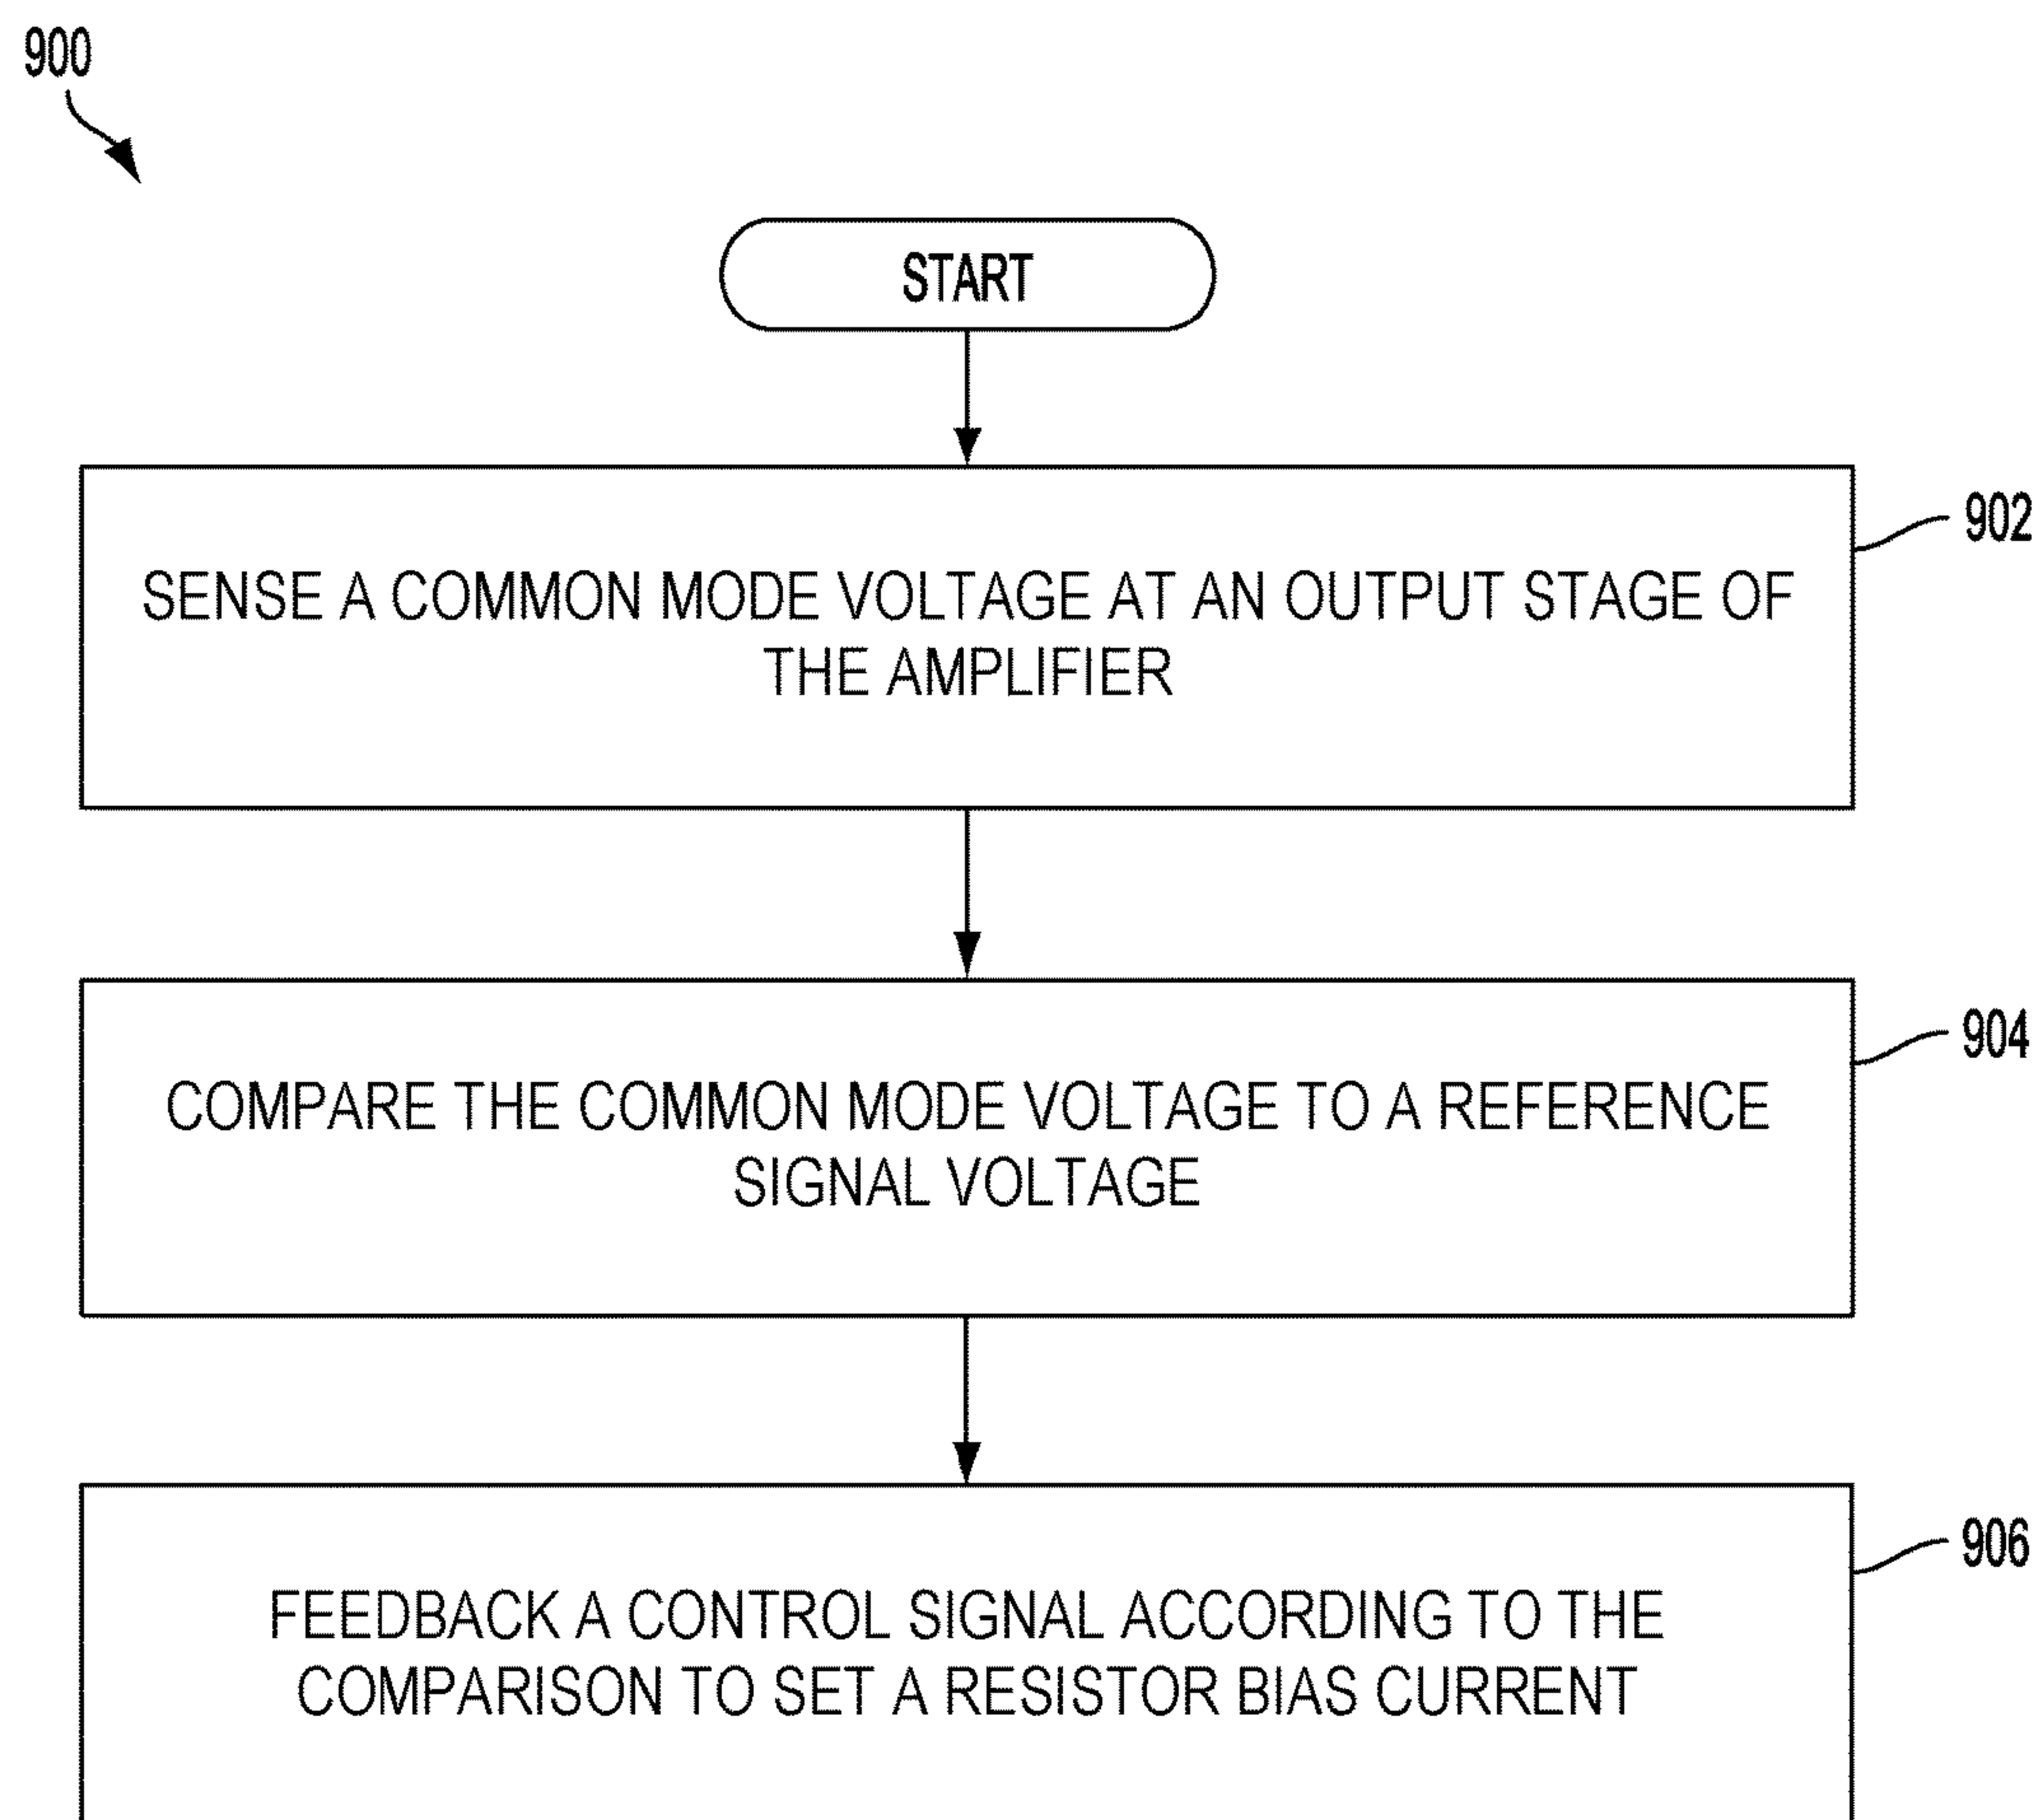 900
START
902
SENSE A COMMON MODE VOLTAGE AT AN OUTPUT STAGE OF
THE AMPLIFIER
904
COMPARE THE COMMON MODE VOLTAGE TO A REFERENCE
SIGNAL VOLTAGE
906
FEEDBACK A CONTROL SIGNAL ACCORDING TO THE
COMPARISON TO SET A RESISTOR BIAS CURRENT